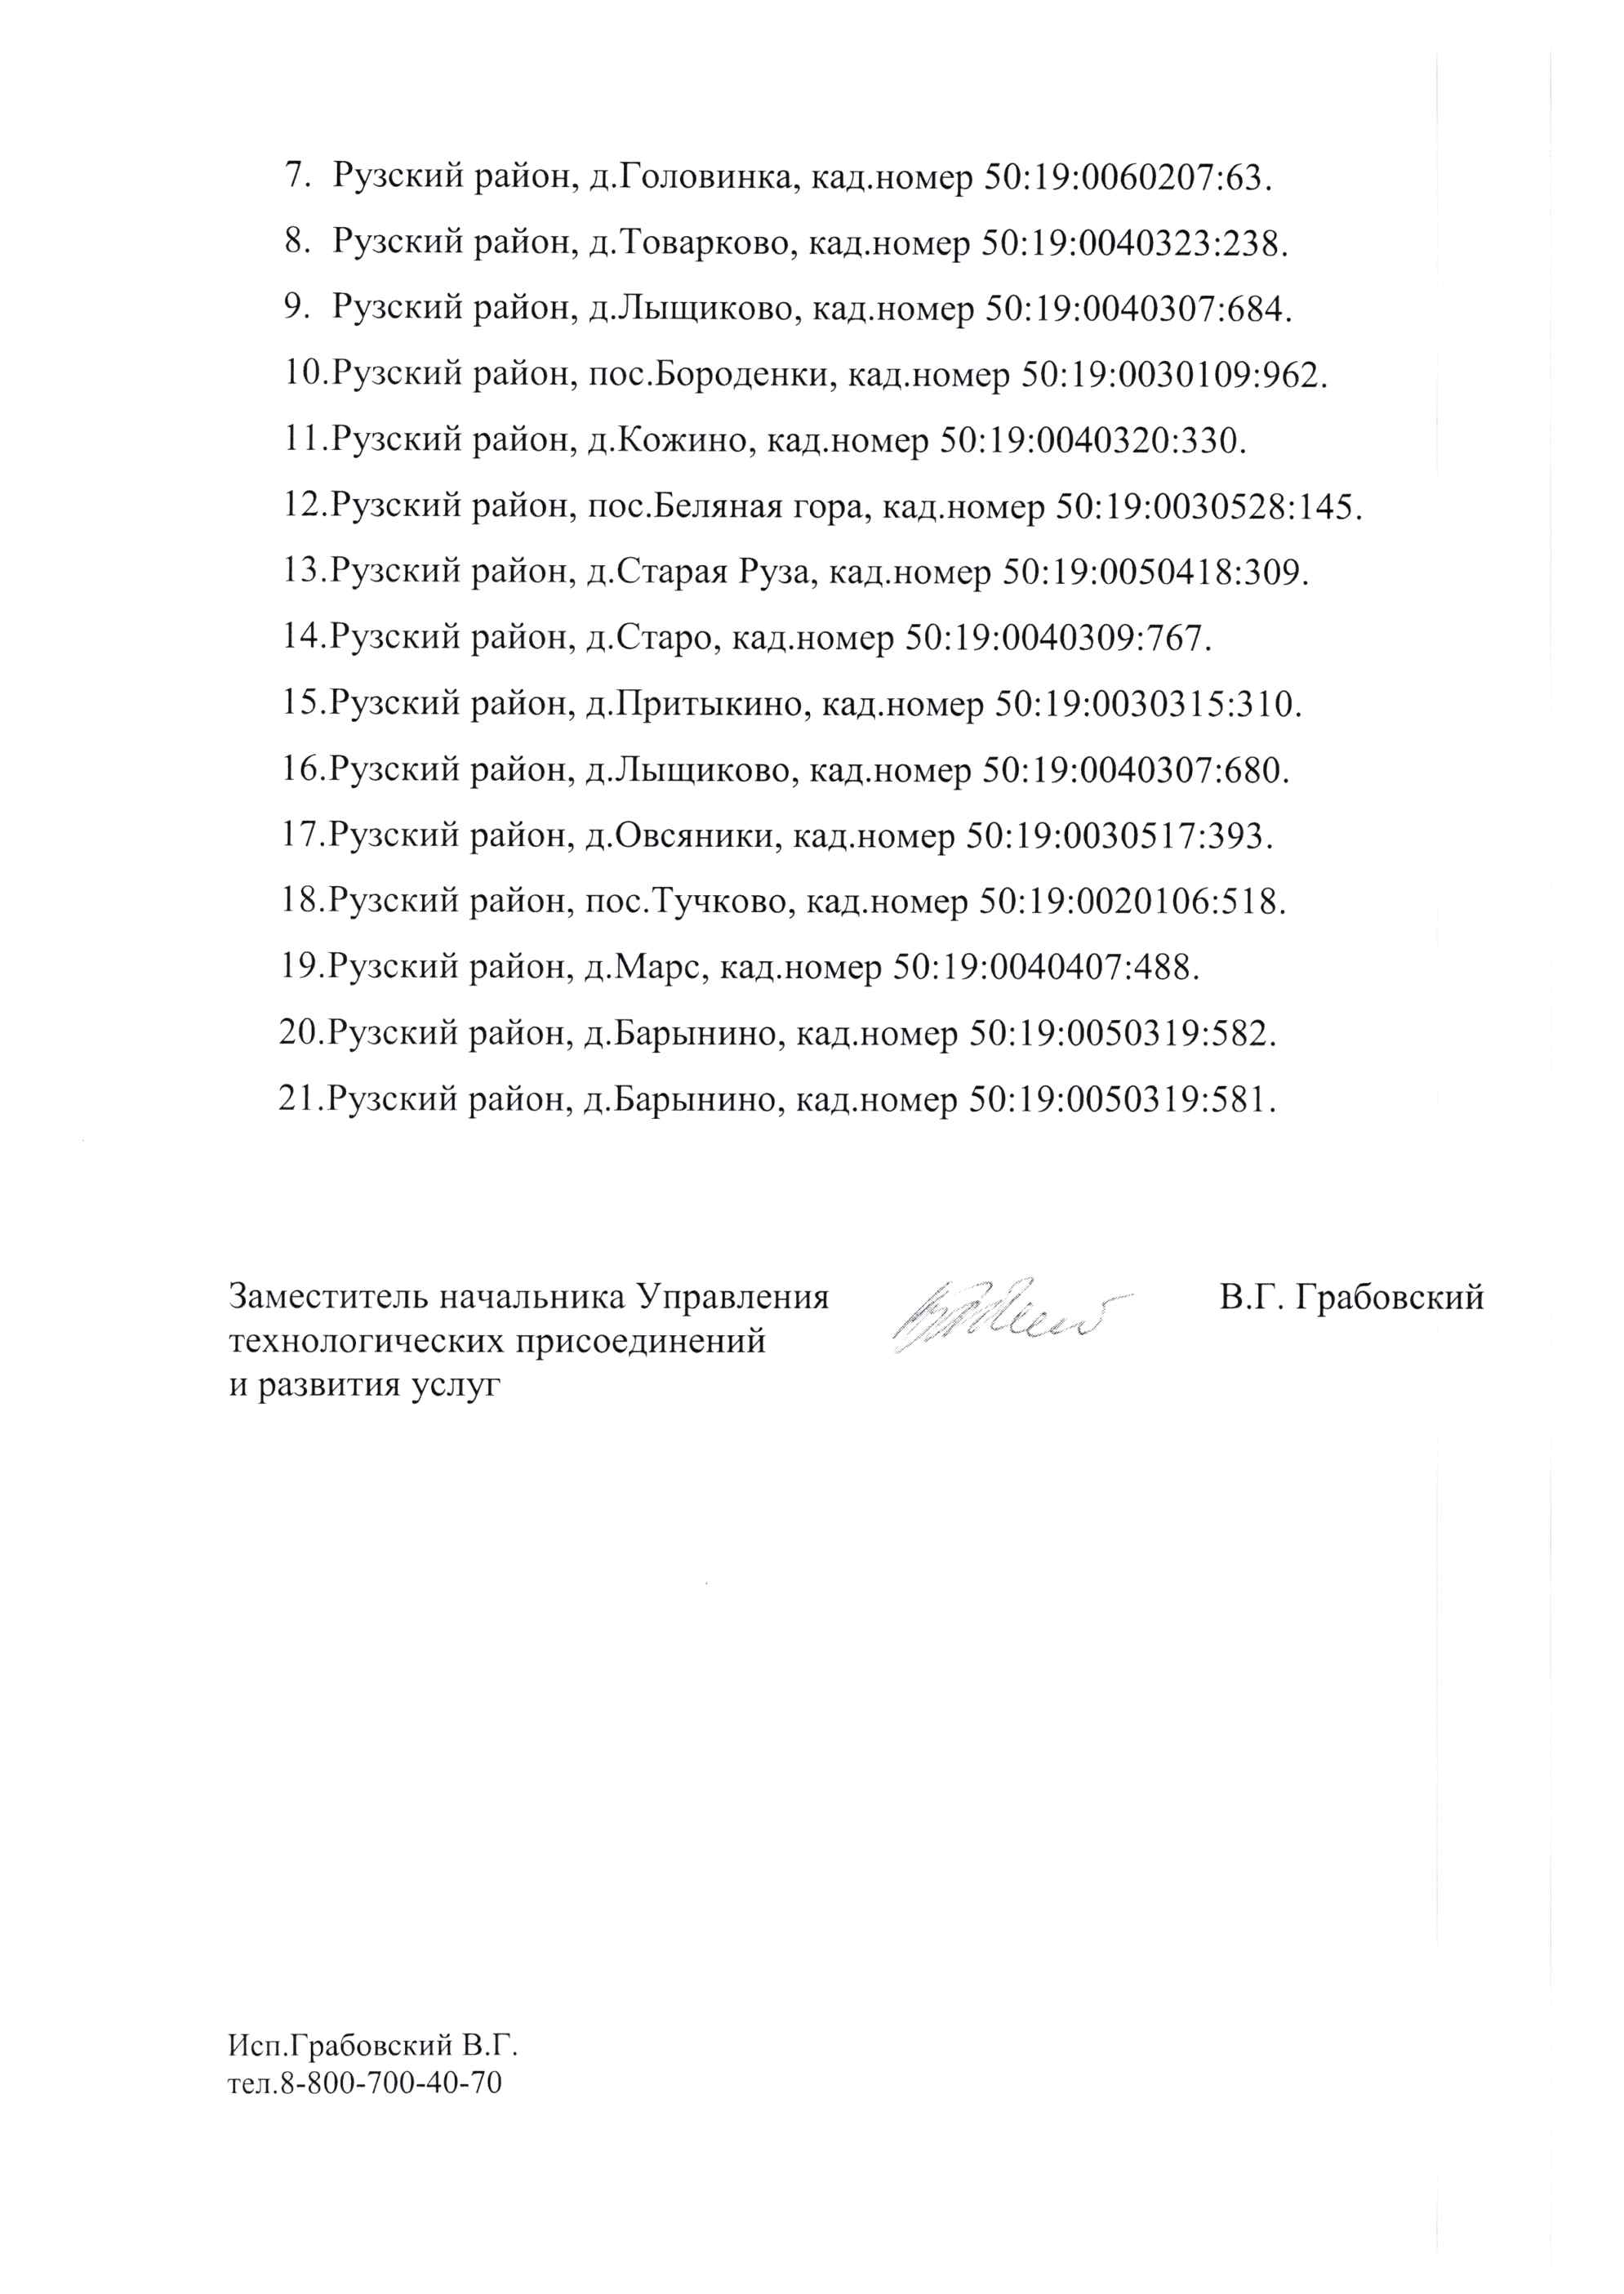 7. Рузский район, д.Головинка, кад.номер 50:19:0060207:63.
8. Рузский район, д.Товарково, кад.номер 50:19:0040323:238.
9. Рузский район, д.Лыщиково, кад.номер 50:19:0040307:684.
10.Рузский район, пос.Бороденки, кад.номер 50:19:0030109:962.
11.Рузский район, д.Кожино, кад.номер 50:19:0040320:330.
12.Рузский район, пос.Беляная гора, кад.номер 50:19:0030528:145.
13.Рузский район, д.Старая Руза, кад.номер 50:19:0050418:309.
14.Рузский район, д.Старо, кад.номер 50:19:0040309:767.
15.Рузский район, д.Притыкино, кад.номер 50:19:0030315:310.
16.Рузский район, д.Лыщиково, кад.номер 50:19:0040307:680.
17.Рузский район, д.Овсяники, кад.номер 50:19:0030517:393.
18.Рузский район, пос.Тучково, кад.номер 50:19:0020106:518.
19.Рузский район, д.Марс, кад.номер 50:19:0040407:488.
20.Рузский район, д.Барынино, кад.номер 50:19:0050319:582.
21.Рузский район, д.Барынино, кад.номер 50:19:0050319:581.
Заместитель начальника Управления В.Г. Грабовский
технологических присоединений
и развития услуг
Исп.Грабовский В.Г.
тел.8-800-700-40-70